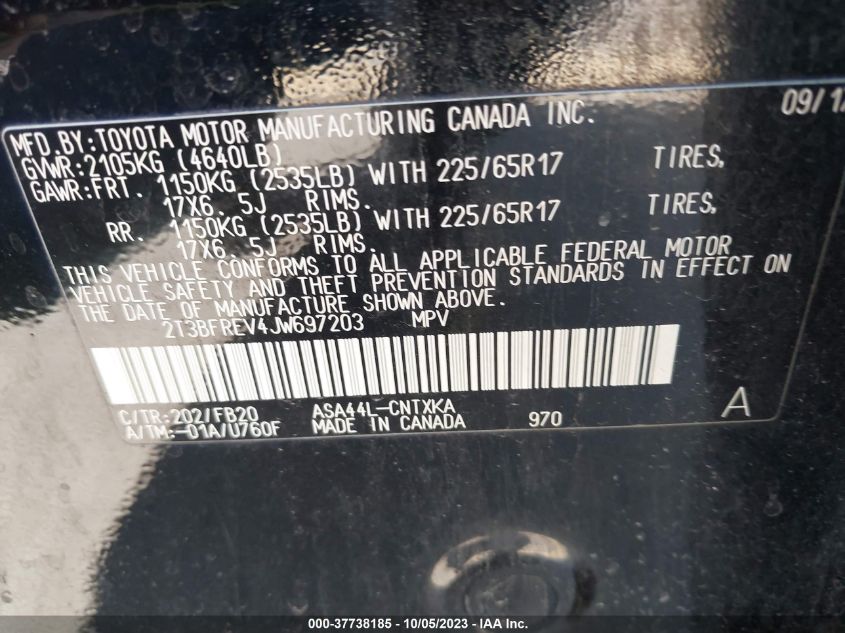 09/1
MFD.BY:TOYOTA MOTOR MANUFACTURING CANADA INC.
GVWR:2105KG (4640LB)
GAWR:FRT. 1150KG (2535LB) WITH 225/65R17 TIRES,
17X6.5J RIMS.
RR. 1150KG (2535LB) WITH 225/65R17 TIRES,
17X6.5J RIMS.
THIS VEHICLE CONFORMS TO ALL APPLICABLE FEDERAL MOTOR
VEHICLE SAFETY AND THEFT PREVENTION STANDARDS IN EFFECT ON
THE DATE OF MANUFACTURE SHOWN ABOVE.
2T3BFREV4JW697203 MPV
C/TR:202/FB20 ASA44L-CNTXKA
A/TM:-01A/U760F MADE IN CANADA 970 A
000-37738185 - 10/05/2023 - IAA Inc.